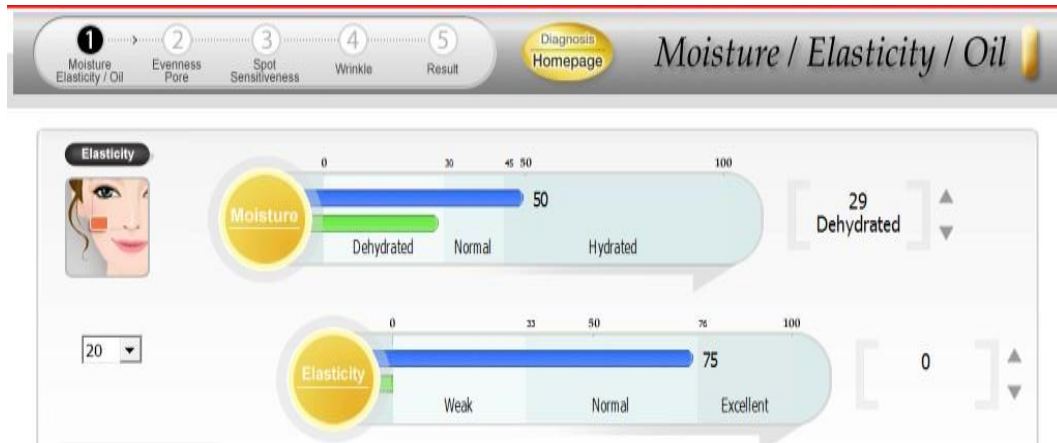 1 2 3 4 5
Moisture
Elasticity / Oil
Evenness
Pore
Spot
Sensitiveness
Wrinkle
Result
Diagnosis
Homepage
Moisture / Elasticity / Oil
Elasticity
0 30 45 50 100
Moisture
50
Dehydrated Normal Hydrated
29
Dehydrated
20
0 33 50 76 100
Elasticity
75
Weak Normal Excellent
0